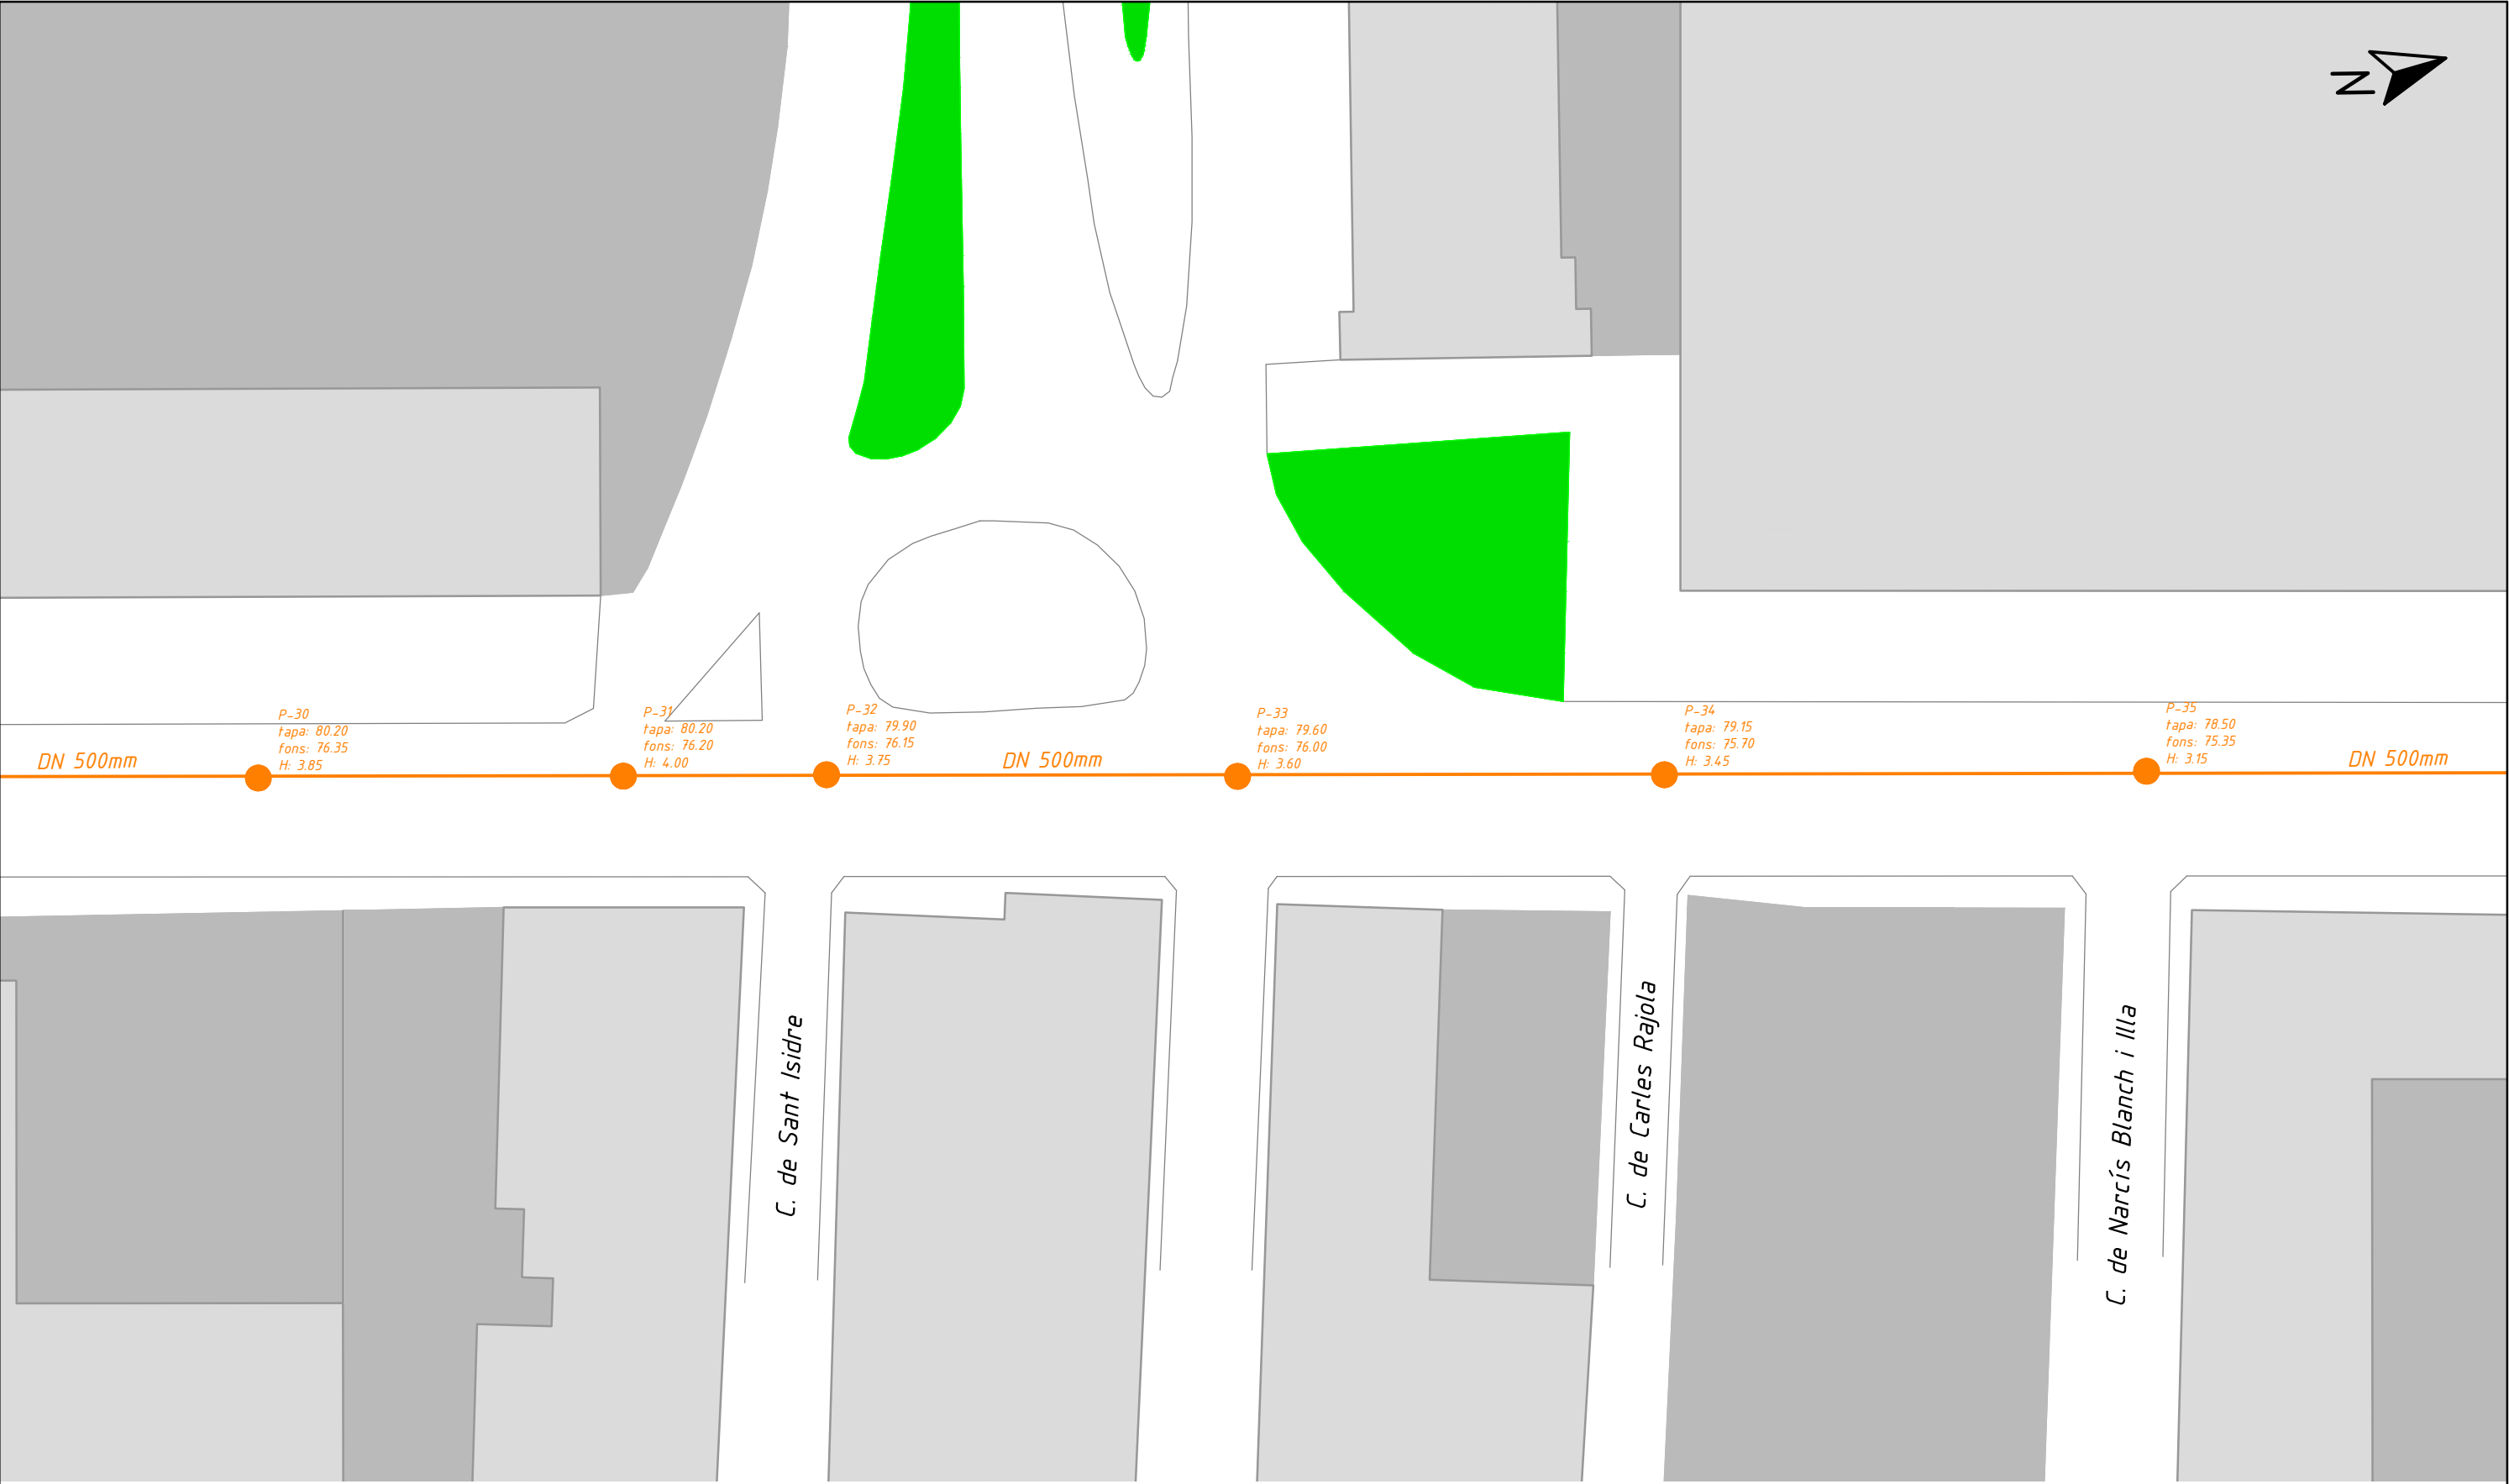 N
P-30
tapa: 80.20
fons: 76.35
H: 3.85
P-31
tapa: 80.20
fons: 76.20
H: 4.00
P-32
tapa: 79.90
fons: 76.15
H: 3.75
P-33
tapa: 79.60
fons: 76.00
H: 3.60
P-34
tapa: 79.15
fons: 75.70
H: 3.45
P-35
tapa: 78.50
fons: 75.35
H: 3.15
DN 500mm
DN 500mm
DN 500mm
C. de Sant Isidre
C. de Carles Rajola
C. de Narcís Blanch i Illa